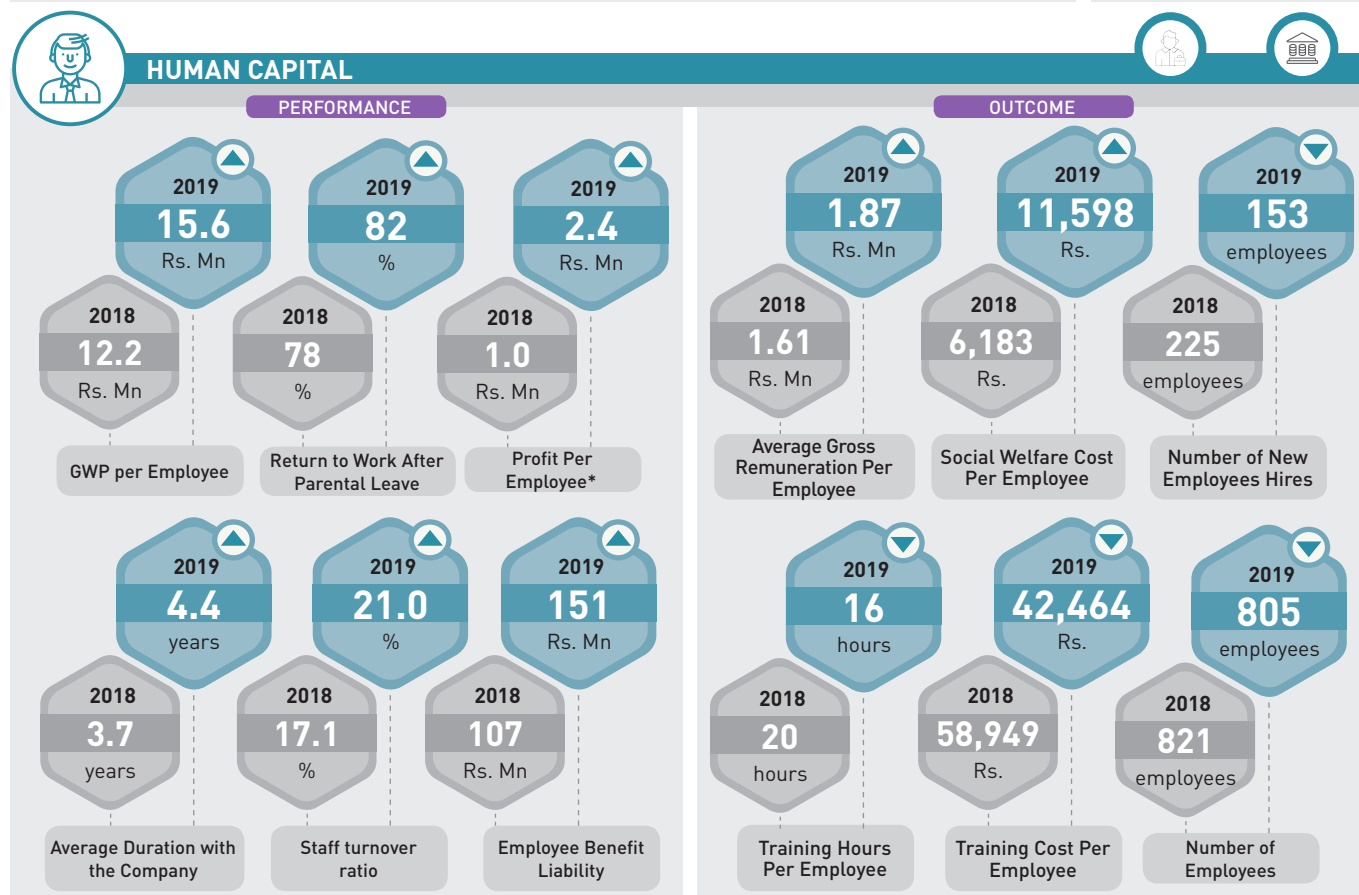 HUMAN CAPITAL
PERFORMANCE
2019
15.6
Rs. Mn
2018
12.2
Rs. Mn
GWP per Employee
2019
82
%
2018
78
%
Return to Work After
Parental Leave
2019
2.4
Rs. Mn
2018
1.0
Rs. Mn
Profit Per
Employee*
2019
4.4
years
2018
3.7
years
Average Duration with
the Company
2019
21.0
%
2018
17.1
%
Staff turnover
ratio
2019
151
Rs. Mn
2018
107
Rs. Mn
Employee Benefit
Liability
OUTCOME
2019
1.87
Rs. Mn
2018
1.61
Rs. Mn
Average Gross
Remuneration Per
Employee
2019
11,598
Rs.
2018
6,183
Rs.
Social Welfare Cost
Per Employee
2019
153
employees
2018
225
employees
Number of New
Employees Hires
2019
16
hours
2018
20
hours
Training Hours
Per Employee
2019
42,464
Rs.
2018
58,949
Rs.
Training Cost Per
Employee
2019
805
employees
2018
821
employees
Number of
Employees